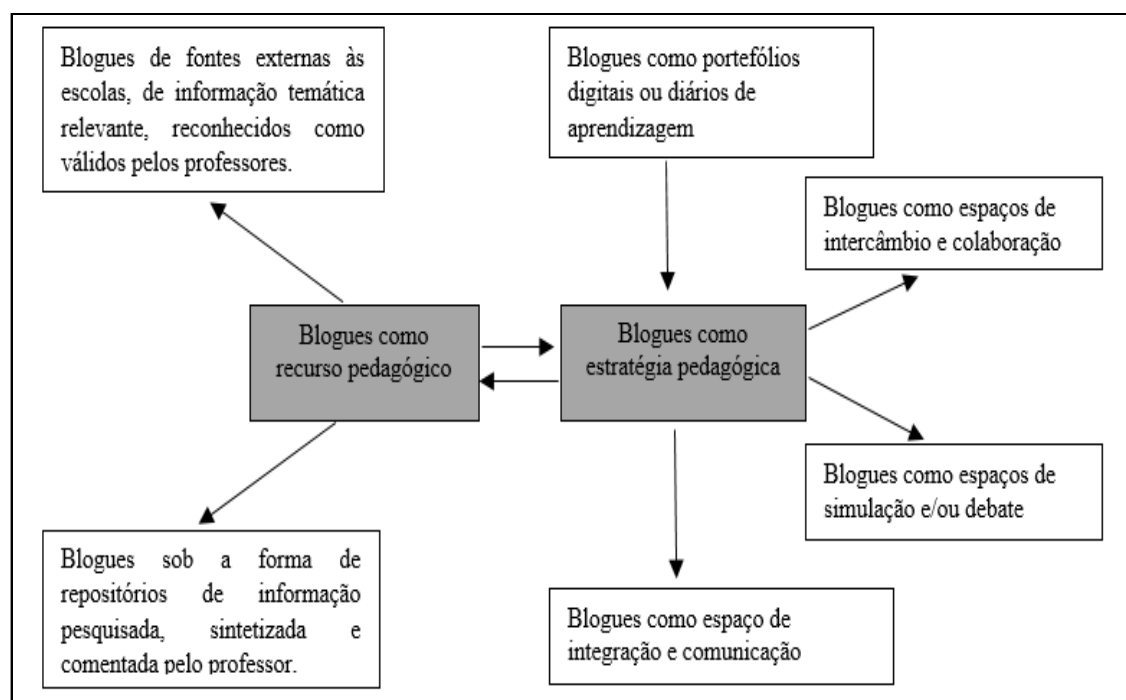 Blogues de fontes externas às
escolas, de informação temática
relevante, reconhecidos como
válidos pelos professores.
Blogues como portefólios
digitais ou diários de
aprendizagem
Blogues como espaços de
intercâmbio e colaboração
Blogues como
recurso pedagógico
Blogues como
estratégia pedagógica
Blogues como espaços de
simulação e/ou debate
Blogues sob a forma de
repositórios de informação
pesquisada, sintetizada e
comentada pelo professor.
Blogues como espaço de
integração e comunicação